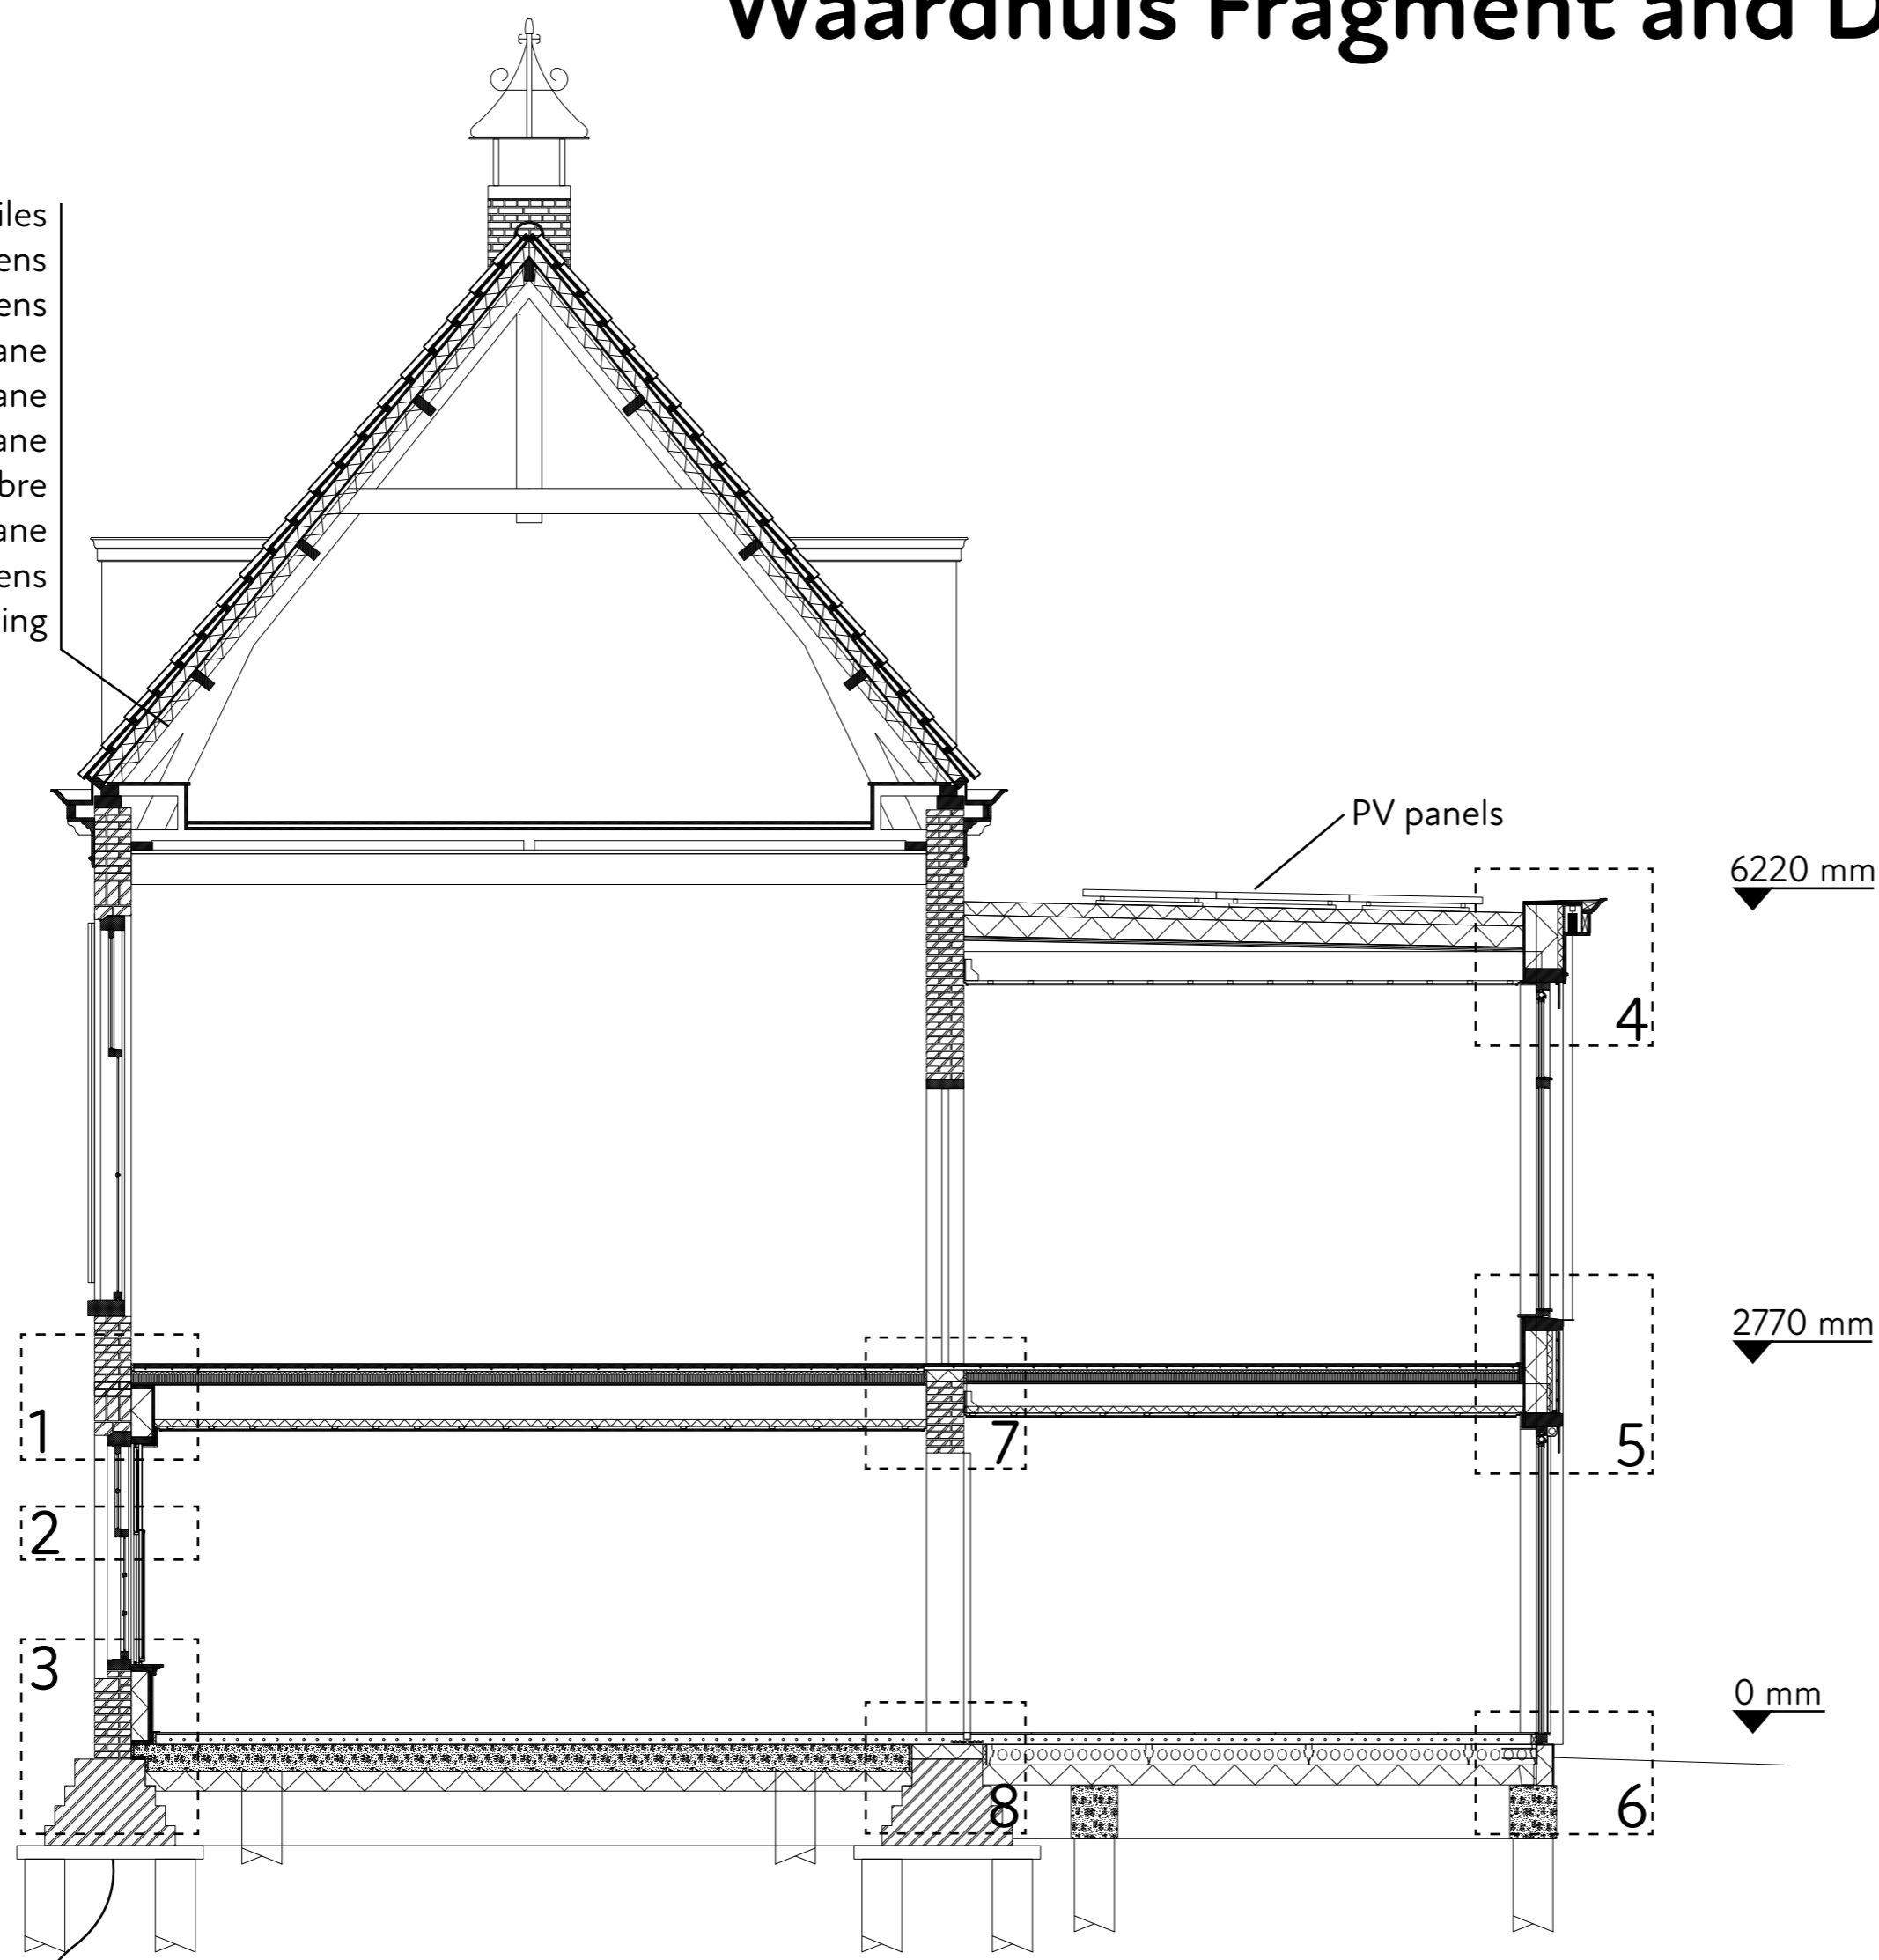 Waardhuis Fragment and D
iles
ens
ens
ane
ane
ane
bre
ane
ens
ing
PV panels
6220 mm
4
2770 mm
1
7
5
2
3
0 mm
8
6